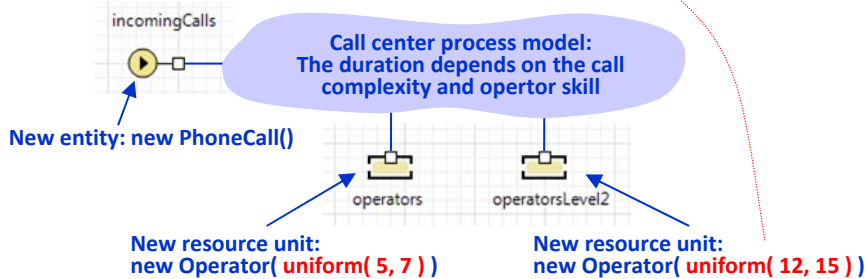 incomingCalls
Call center process model:
The duration depends on the call
complexity and opertor skill
New entity: new PhoneCall()
operators
operatorsLevel2
New resource unit:
new Operator( uniform( 5, 7 ) )
New resource unit:
new Operator( uniform( 12, 15 ) )